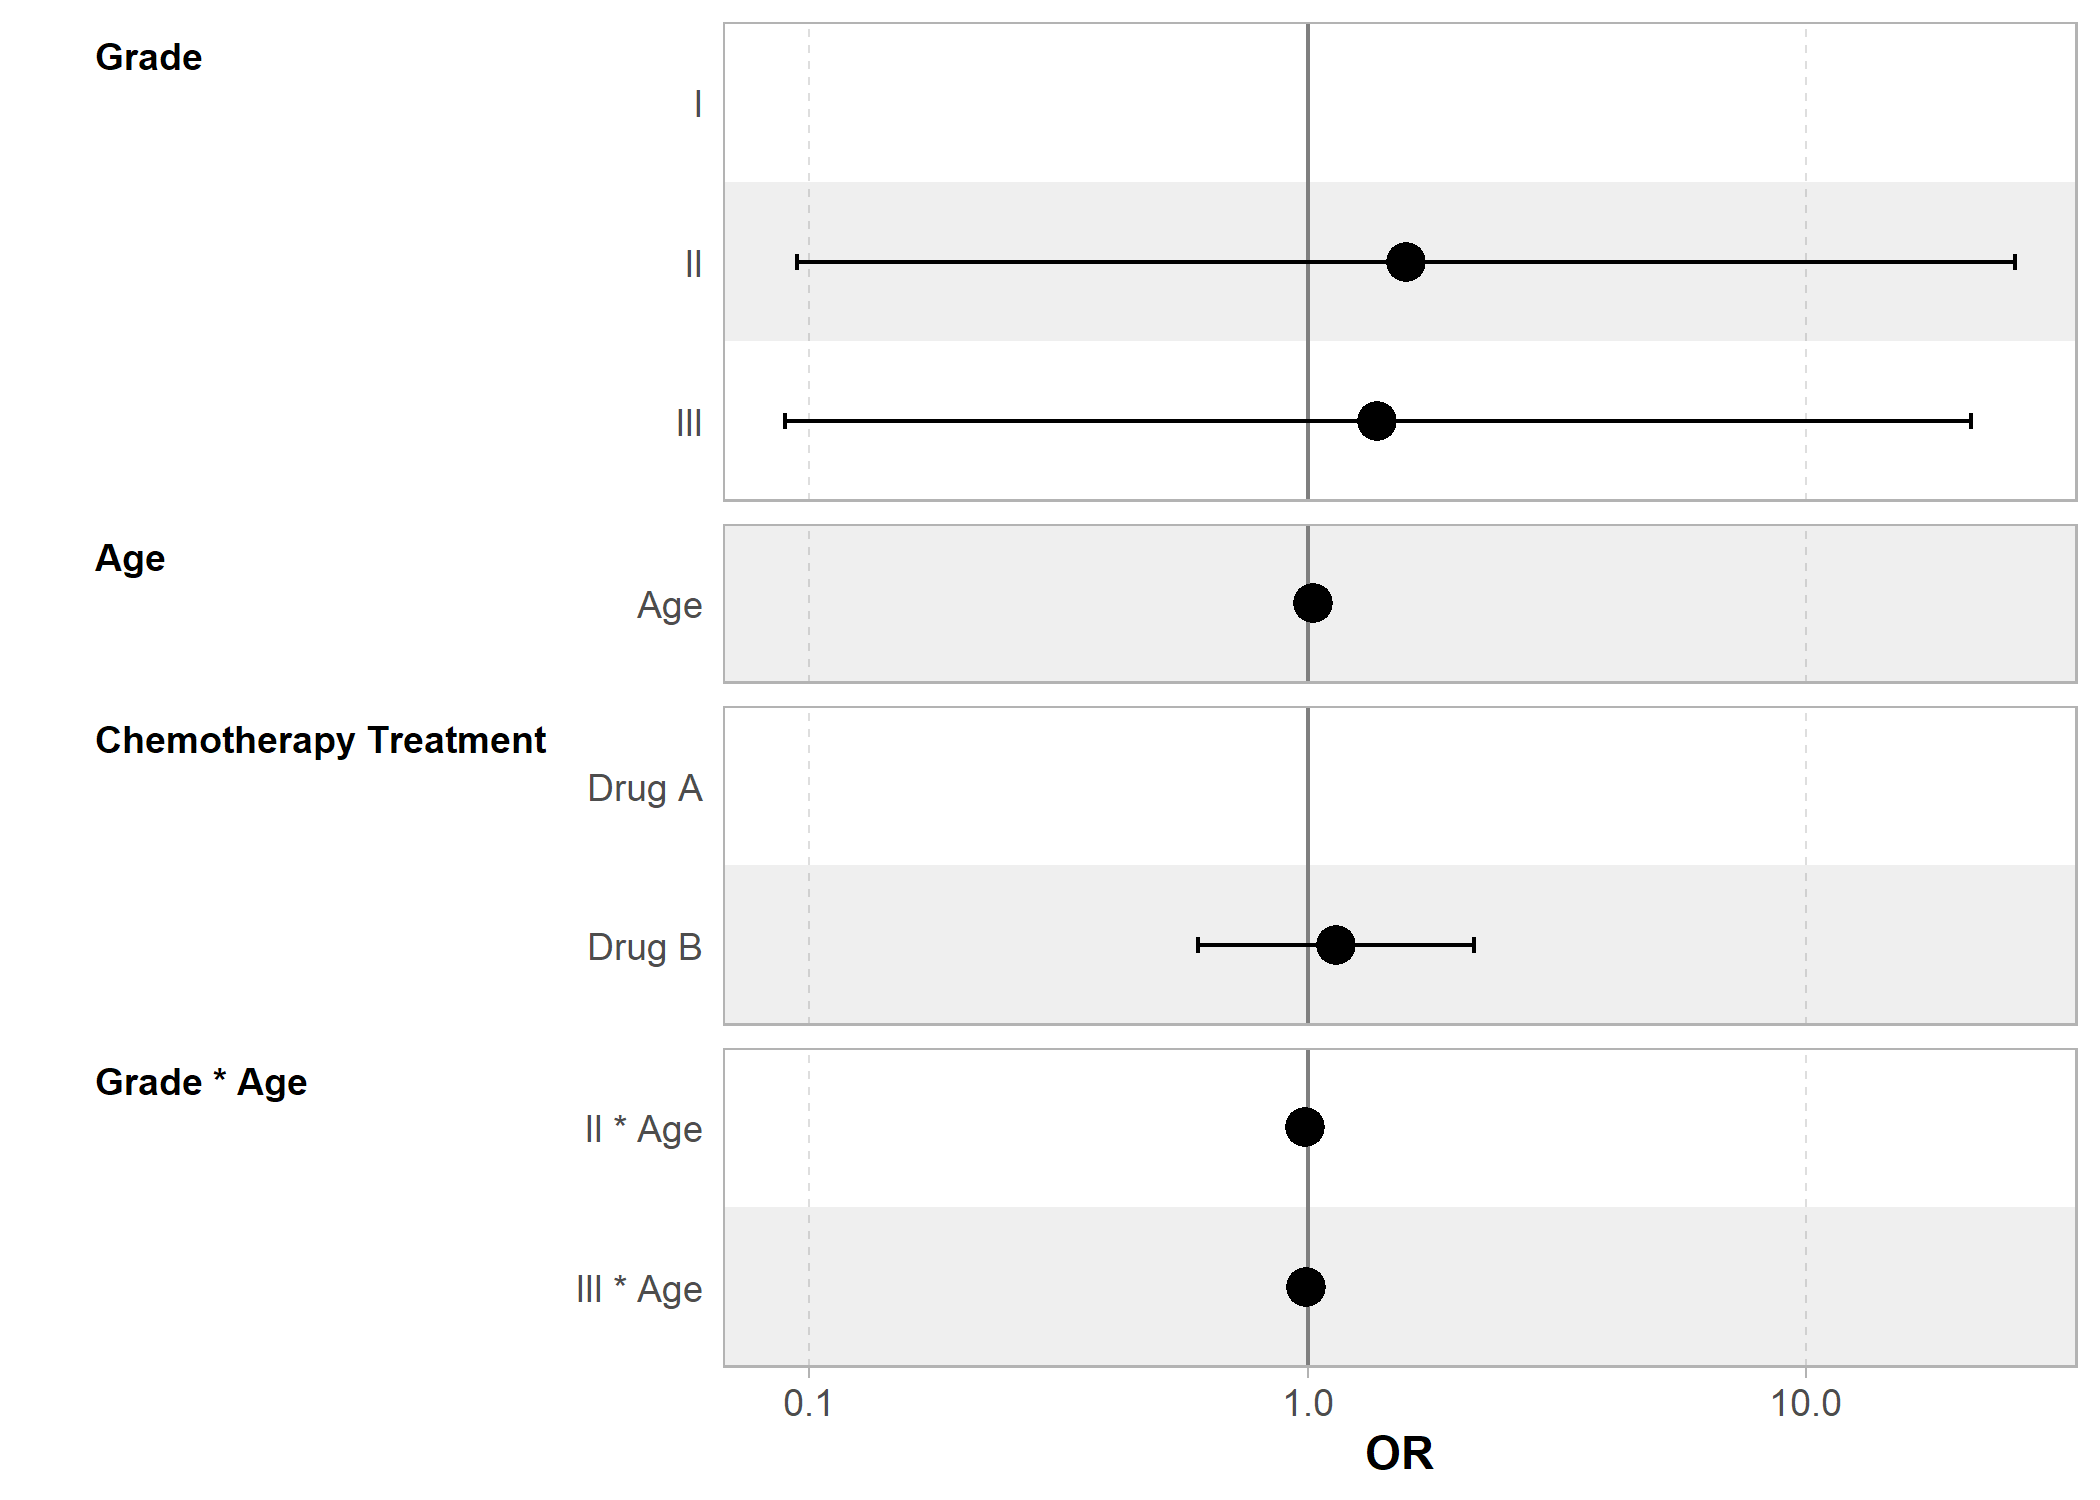 Grade
I
II
III
Age
Age
Chemotherapy Treatment
Drug A
Drug B
Grade * Age
II * Age
III * Age
0.1 1.0 10.0
OR